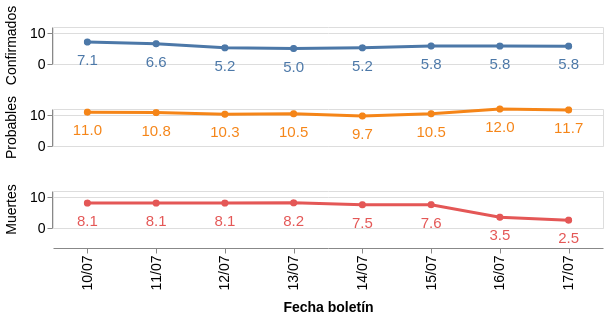 Confirmados
10
0
7.1 6.6 5.2 5.0 5.2 5.8 5.8 5.8
Probables
10
0
11.0 10.8 10.3 10.5 9.7 10.5 12.0 11.7
Muertes
10
0
8.1 8.1 8.1 8.2 7.5 7.6 3.5 2.5
10/07 11/07 12/07 13/07 14/07 15/07 16/07 17/07
Fecha boletín